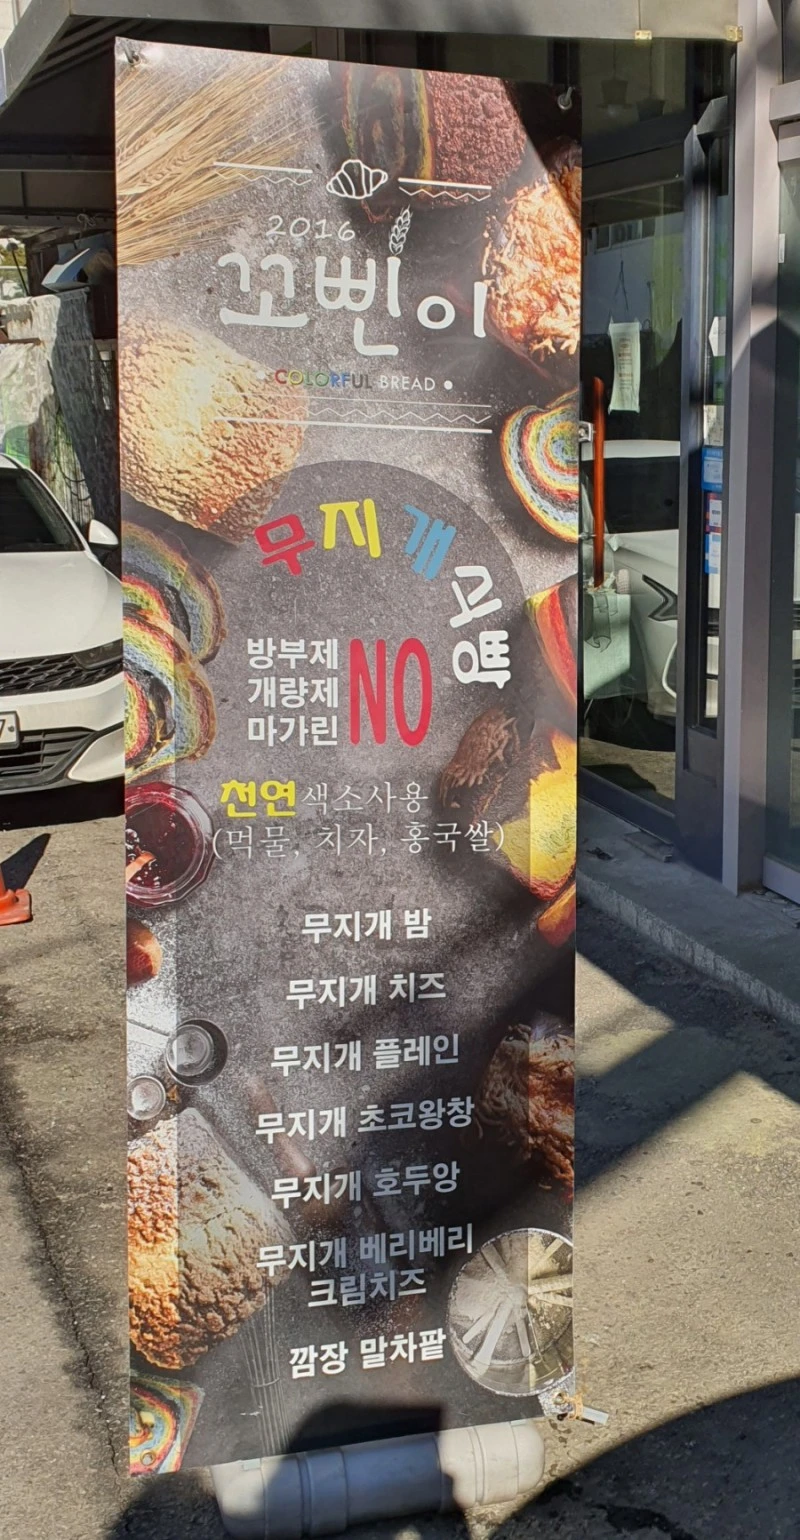 2016
꼬삔이
• COLORFUL BREAD •
무지개고빵
방부제
개량제
마가린
NO
천연색소사용
(먹물, 치자, 홍국쌀)
무지개 밤
무지개 치즈
무지개 플레인
무지개 초코왕창
무지개 호두앙
무지개 베리베리
크림치즈
깜장 말차팥